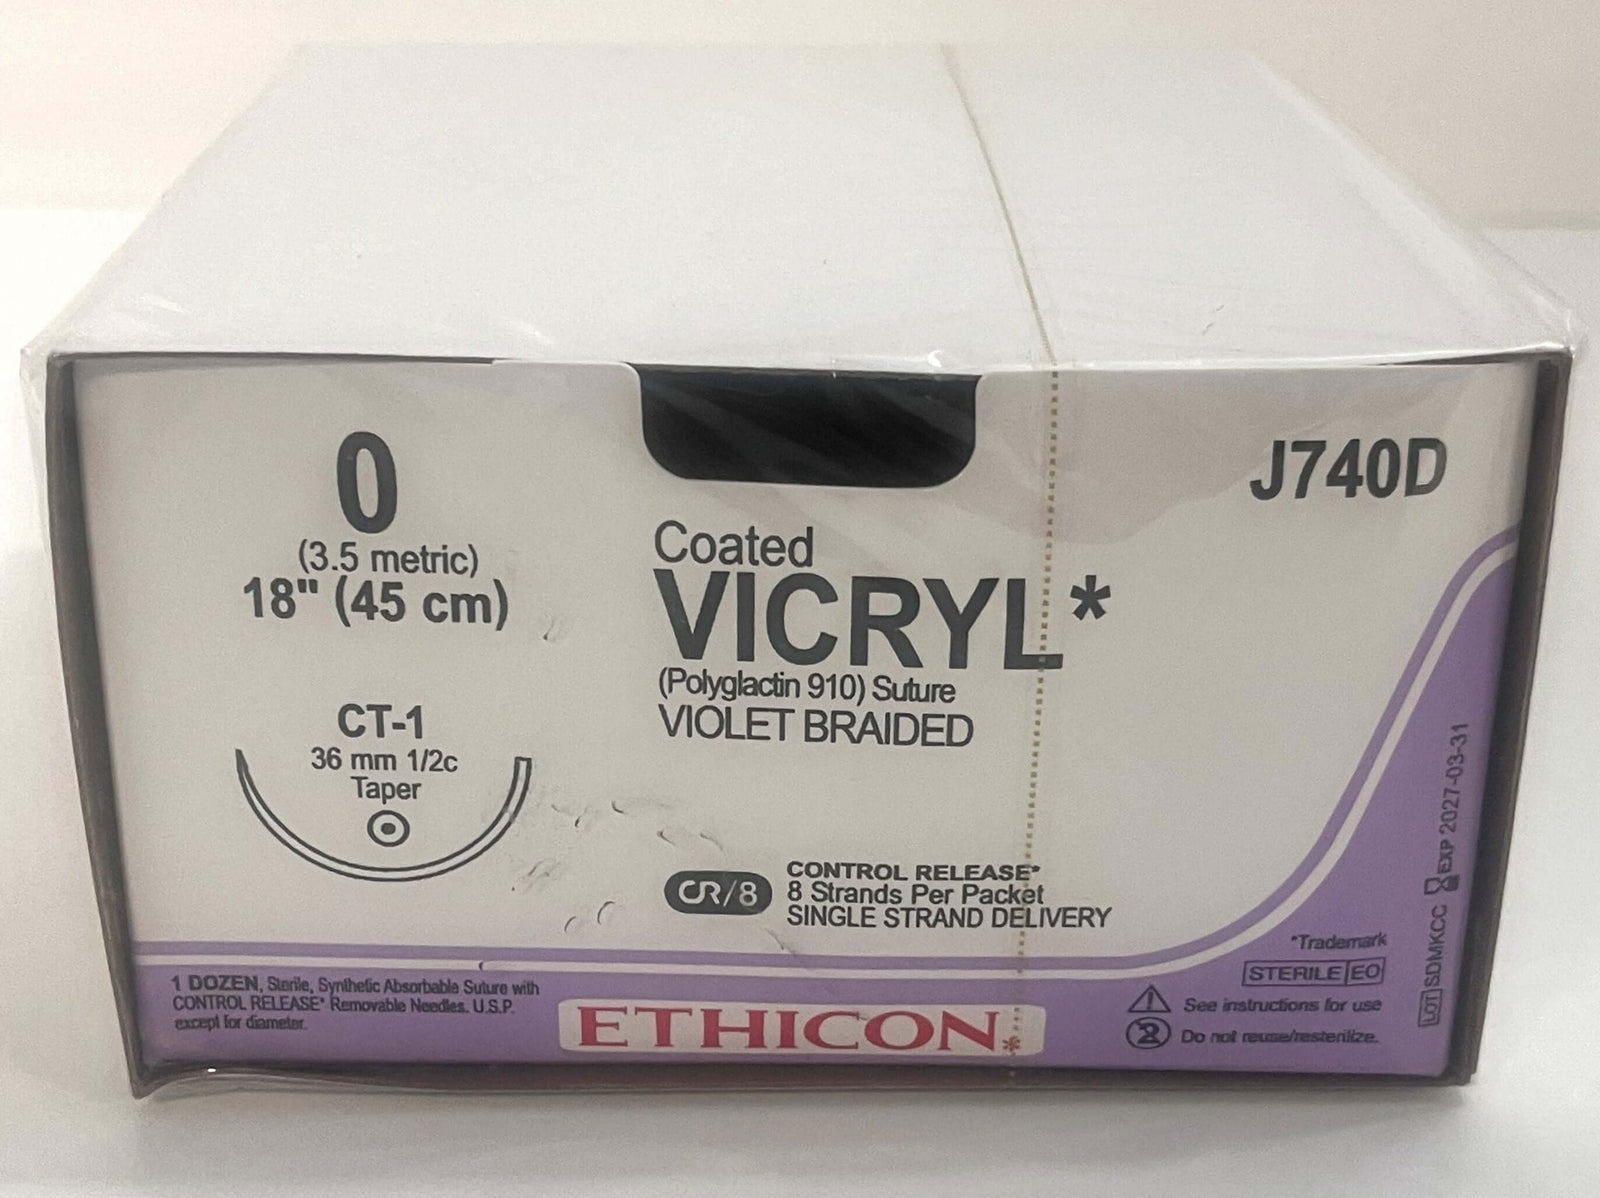 0
(3.5 metric)
18" (45 cm)
CT-1
36 mm 1/2c
Taper
J740D
Coated
VICRYL*
(Polyglactin 910) Suture
VIOLET BRAIDED
CR/8
CONTROL RELEASE*
8 Strands Per Packet
SINGLE STRAND DELIVERY
1 DOZEN, Sterile, Synthetic Absorbable Suture with
CONTROL RELEASE* Removable Needles. U.S.P.
except for diameter.
ETHICON*
*Trademark
STERILE EO
See instructions for use
2
Do not reuse/resterilize.
LOT SDMKCC EXP 2027-03-31